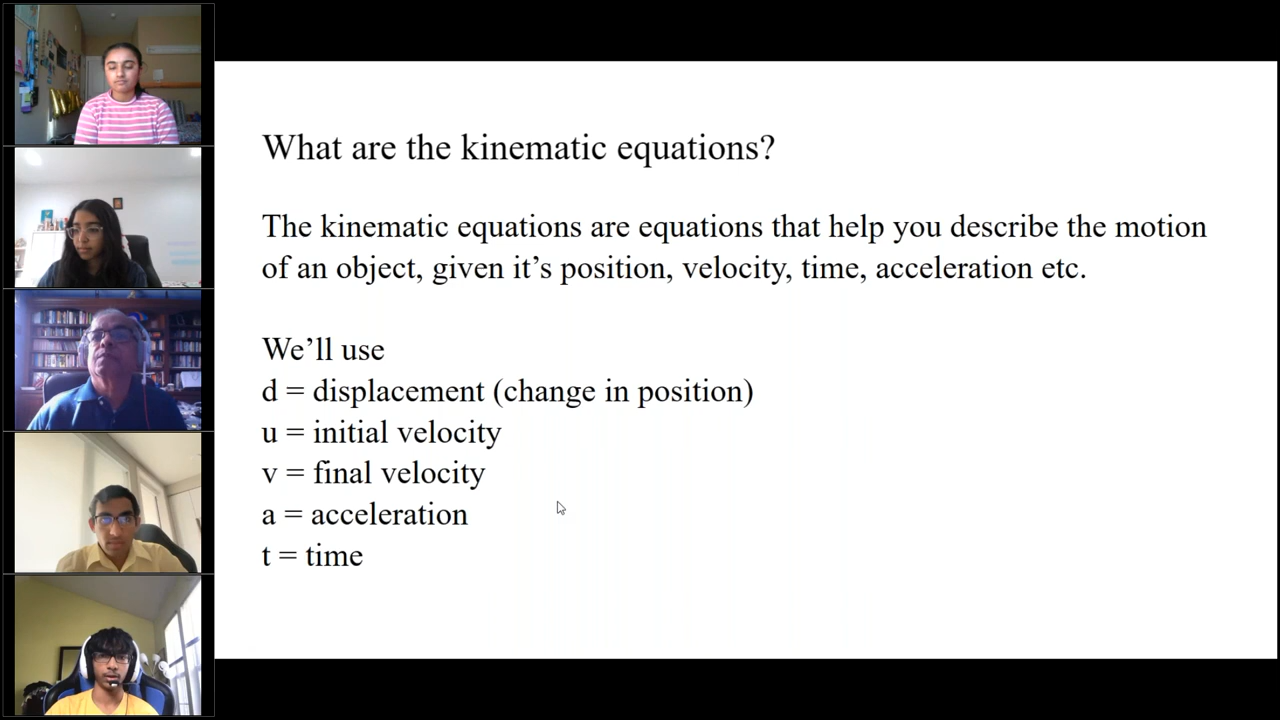 What are the kinematic equations?
The kinematic equations are equations that help you describe the motion
of an object, given it’s position, velocity, time, acceleration etc.
We’ll use
d = displacement (change in position)
u = initial velocity
v = final velocity
a = acceleration
t = time